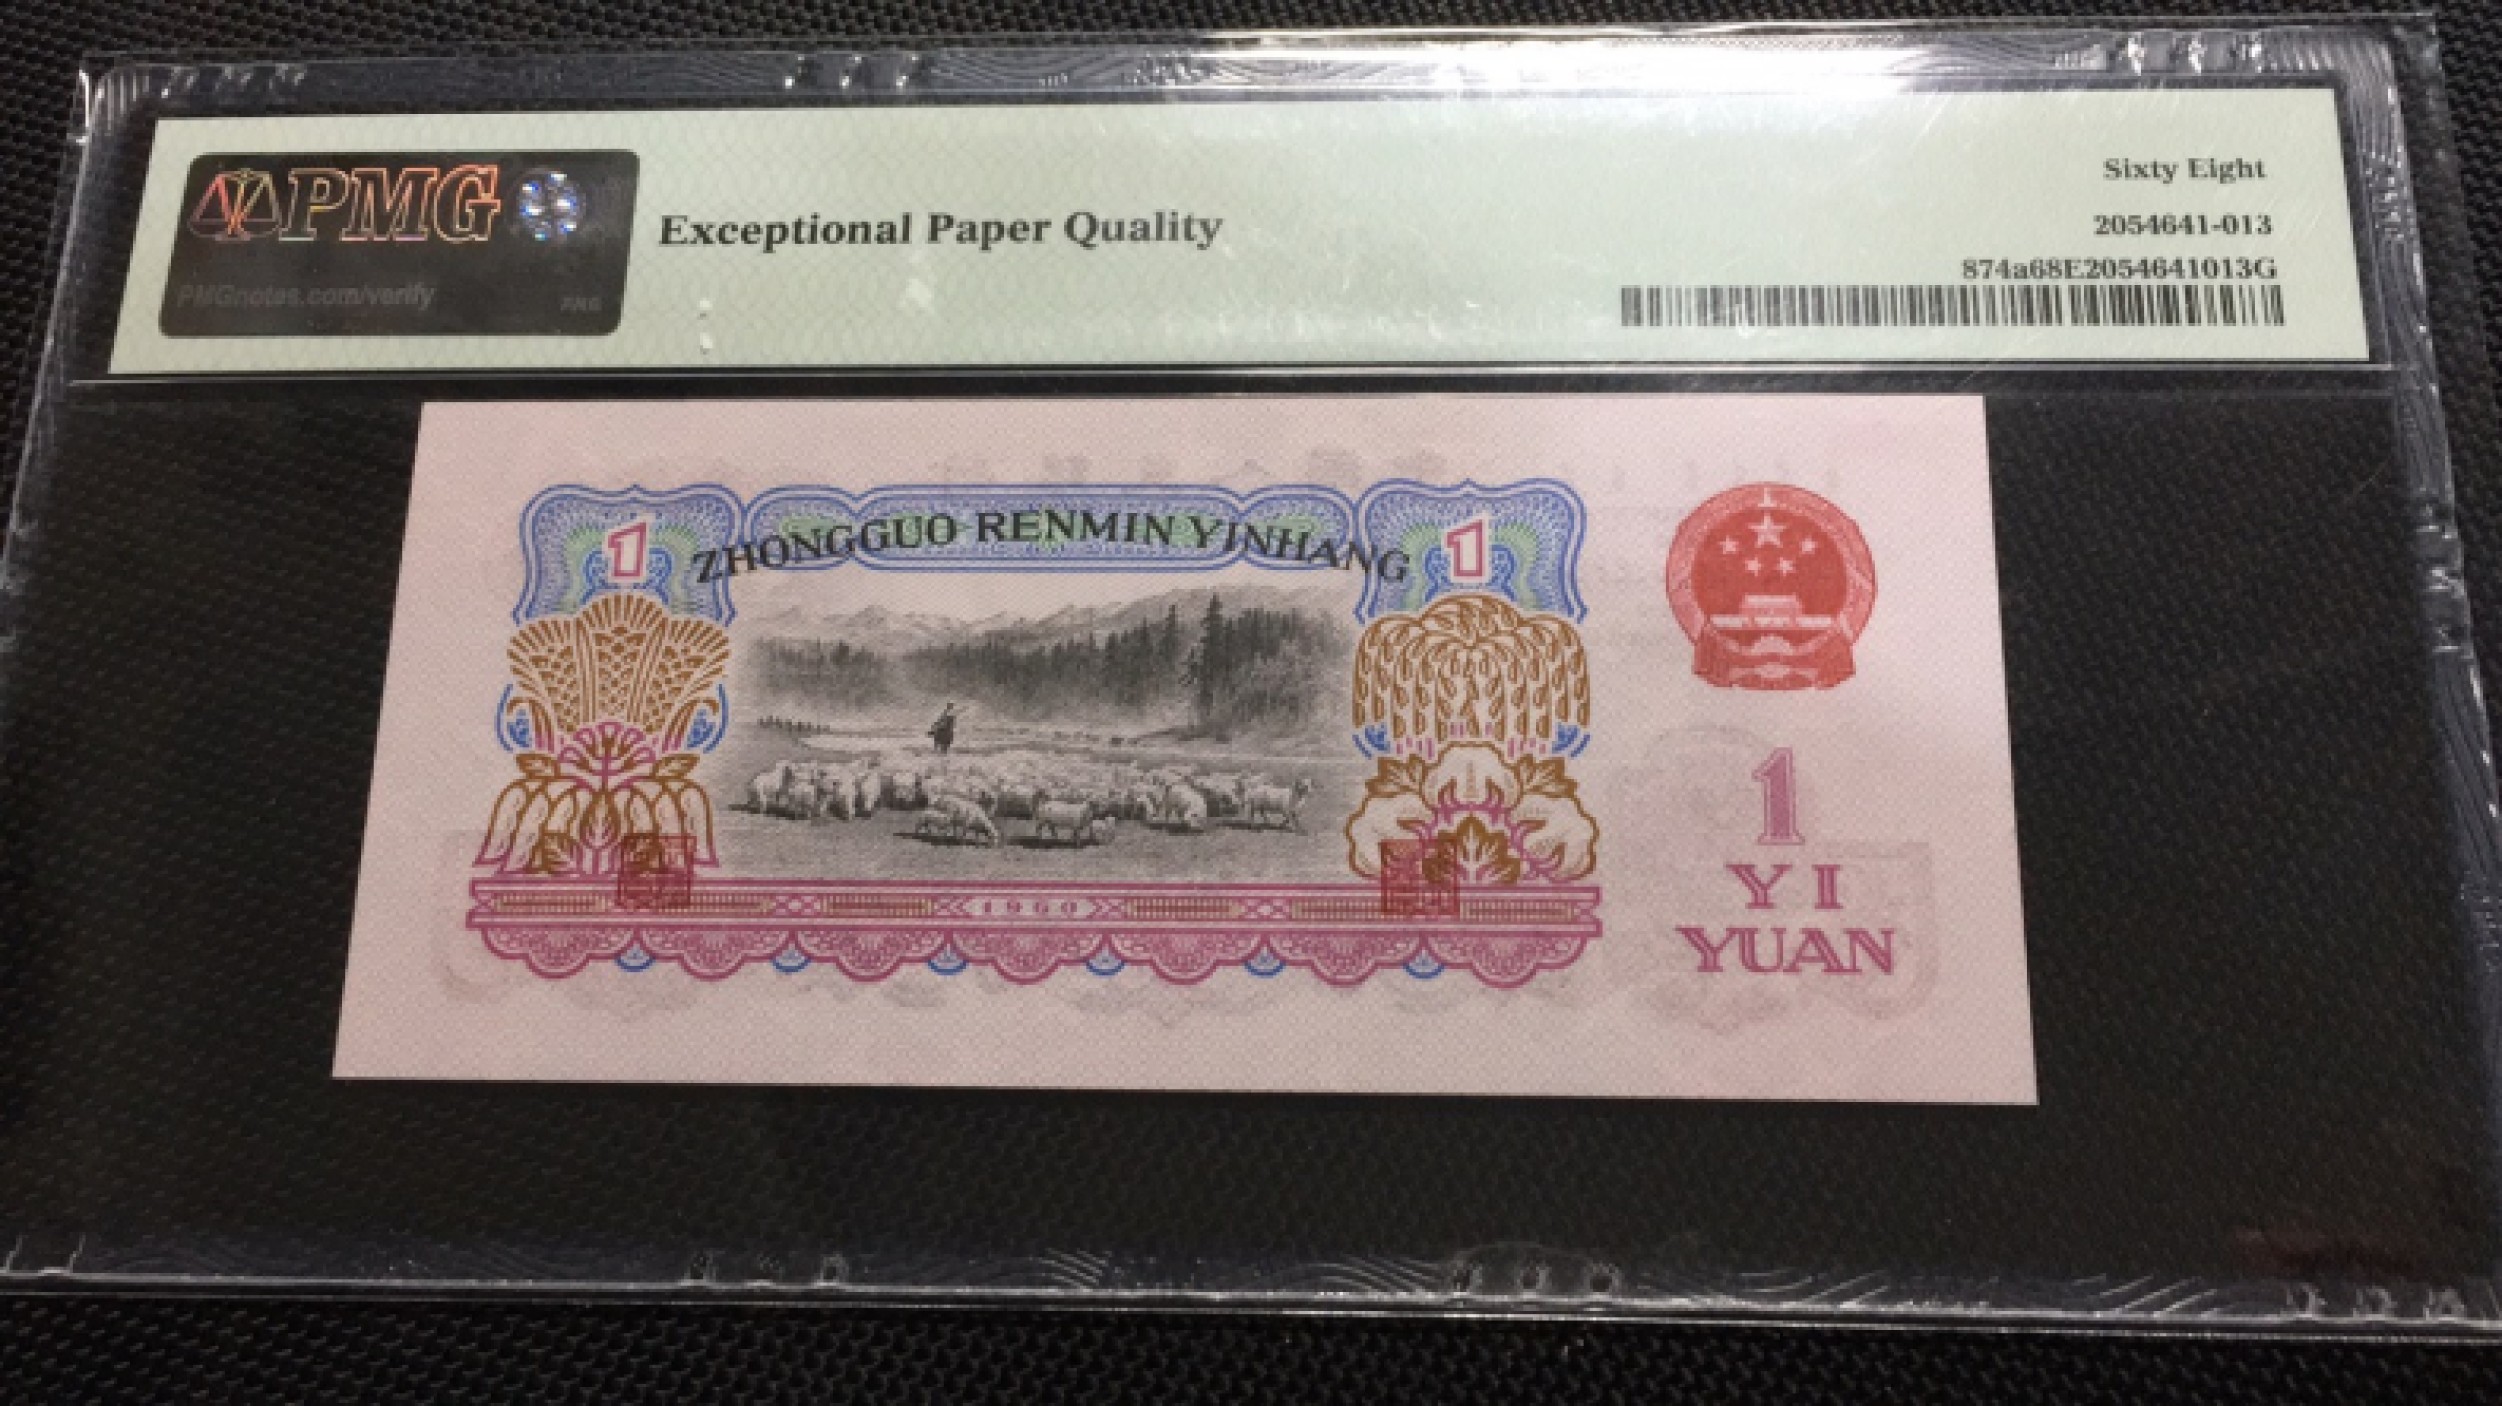 PMG
PMGnotes.com/verify
PMG
Exceptional Paper Quality
Sixty Eight
2054641-013
874a68E2054641013G
1
ZHONGGUO RENMIN YINHANG
1
1960
1
YI
YUAN